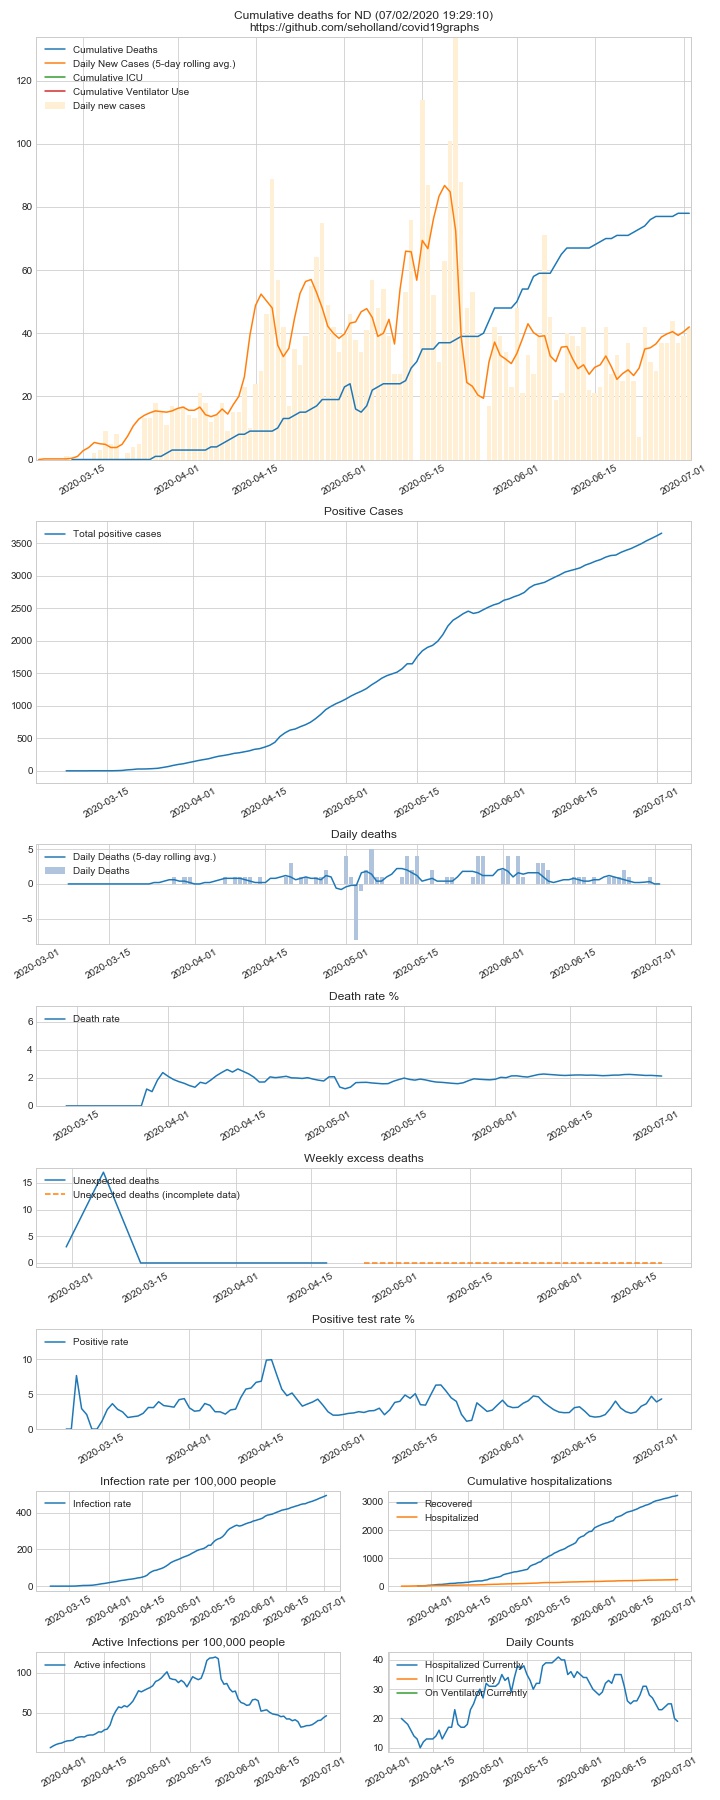 Cumulative deaths for ND (07/02/2020 19:29:10)
https://github.com/seholland/covid19graphs
Cumulative Deaths
Daily New Cases (5-day rolling avg.)
Cumulative ICU
Cumulative Ventilator Use
Daily new cases
120
100
80
60
40
20
0
2020-03-15 2020-04-01 2020-04-15 2020-05-01 2020-05-15 2020-06-01 2020-06-15 2020-07-01
Positive Cases
Total positive cases
3500
3000
2500
2000
1500
1000
500
0
2020-03-15 2020-04-01 2020-04-15 2020-05-01 2020-05-15 2020-06-01 2020-06-15 2020-07-01
Daily deaths
Daily Deaths (5-day rolling avg.)
Daily Deaths
5
0
−5
2020-03-01 2020-03-15 2020-04-01 2020-04-15 2020-05-01 2020-05-15 2020-06-01 2020-06-15 2020-07-01
Death rate %
Death rate
6
4
2
0
2020-03-15 2020-04-01 2020-04-15 2020-05-01 2020-05-15 2020-06-01 2020-06-15 2020-07-01
Weekly excess deaths
Unexpected deaths
Unexpected deaths (incomplete data)
15
10
5
0
2020-03-01 2020-03-15 2020-04-01 2020-04-15 2020-05-01 2020-05-15 2020-06-01 2020-06-15
Positive test rate %
Positive rate
10
5
0
2020-03-15 2020-04-01 2020-04-15 2020-05-01 2020-05-15 2020-06-01 2020-06-15 2020-07-01
Infection rate per 100,000 people
Infection rate
400
200
0
2020-03-15 2020-04-01 2020-04-15 2020-05-01 2020-05-15 2020-06-01 2020-06-15 2020-07-01
Cumulative hospitalizations
Recovered
Hospitalized
3000
2000
1000
0
2020-04-01 2020-04-15 2020-05-01 2020-05-15 2020-06-01 2020-06-15 2020-07-01
Active Infections per 100,000 people
Active infections
100
50
2020-04-01 2020-04-15 2020-05-01 2020-05-15 2020-06-01 2020-06-15 2020-07-01
Daily Counts
Hospitalized Currently
In ICU Currently
On Ventilator Currently
40
30
20
10
2020-04-01 2020-04-15 2020-05-01 2020-05-15 2020-06-01 2020-06-15 2020-07-01